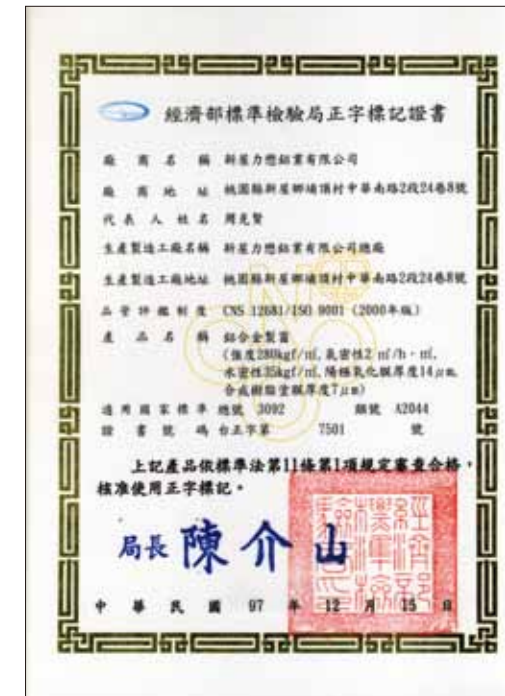 經濟部標準檢驗局正字標記證書
廠商名稱 新屋力懋鋁業有限公司
廠商地址 桃園縣新屋鄉埔頂村中華南路2段24巷8號
代表人姓名 周克賢
生產製造工廠名稱 新屋力懋鋁業有限公司總廠
生產製造工廠地址 桃園縣新屋鄉埔頂村中華南路2段24巷8號
品管評鑑制度 CNS 12681/ISO 9001 (2000年版)
產品名稱 鋁合金製窗
(強度280kgf/㎡, 氣密性2 ㎥/h·㎡,
水密性35kgf/㎡, 陽極氧化膜厚度14μm,
合成樹脂塗膜厚度7μm)
適用國家標準 總號 3092 類號 A2044
證書號碼 台正字第 7501 號
上記產品依標準法第11條第1項規定審查合格,
核准使用正字標記。
局長 陳介山
中華民國 97 年 12 月 15 日